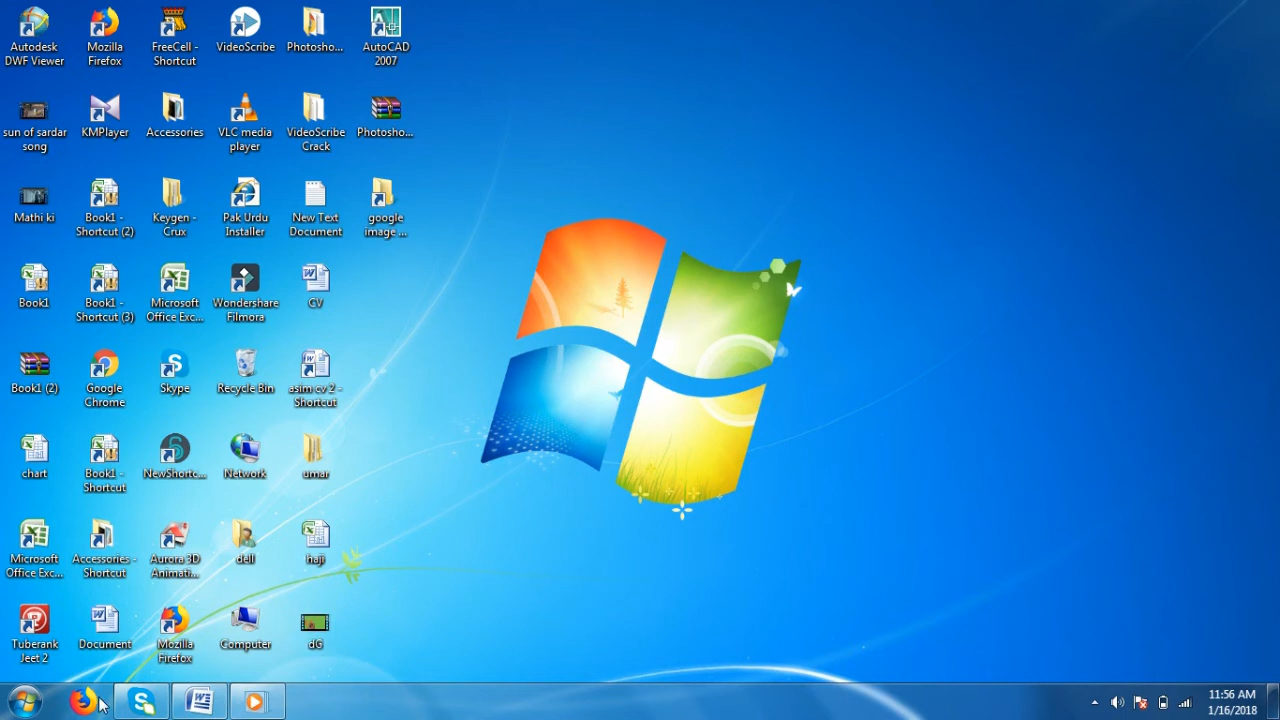 Autodesk
DWF Viewer
Mozilla
Firefox
FreeCell -
Shortcut
VideoScribe
Photosho...
AutoCAD
2007
sun of sardar
song
KMPlayer
Accessories
VLC media
player
VideoScribe
Crack
Photosho...
Mathi ki
Book1 -
Shortcut (2)
Keygen -
Crux
Pak Urdu
Installer
New Text
Document
google
image ...
Book1
Book1 -
Shortcut (3)
Microsoft
Office Exc...
Wondershare
Filmora
CV
Book1 (2)
Google
Chrome
Skype
Recycle Bin
asim cv 2 -
Shortcut
chart
Book1 -
Shortcut
NewShortc...
Network
umar
Microsoft
Office Exc...
Accessories -
Shortcut
Aurora 3D
Animati...
dell
haji
Tuberank
Jeet 2
Document
Mozilla
Firefox
Computer
dG
11:56 AM
1/16/2018